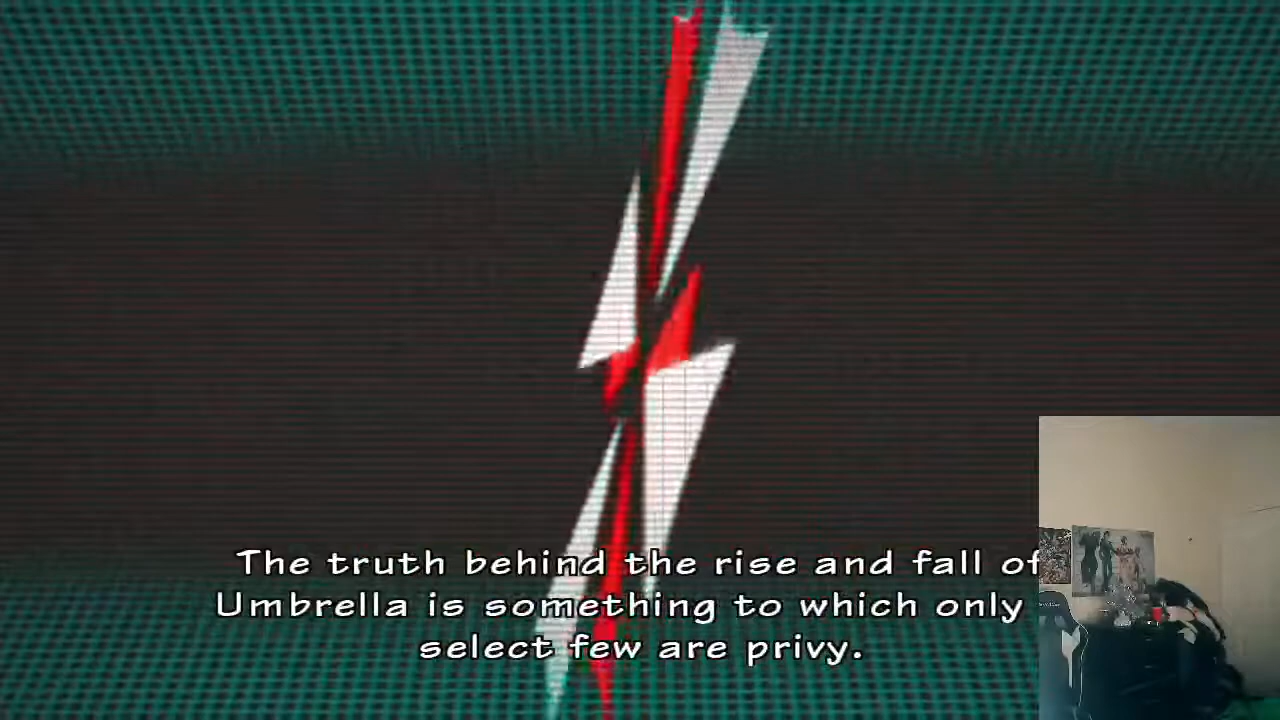 The truth behind the rise and fall of
Umbrella is something to which only
select few are privy.